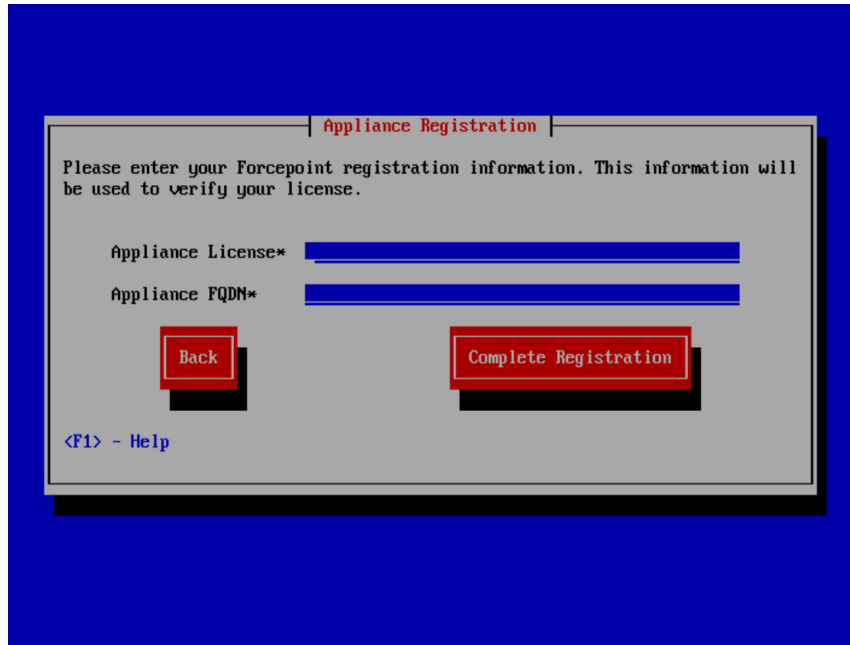 Appliance Registration
Please enter your Forcepoint registration information. This information will
be used to verify your license.
Appliance License*
Appliance FQDN*
Back Complete Registration
<F1> - Help